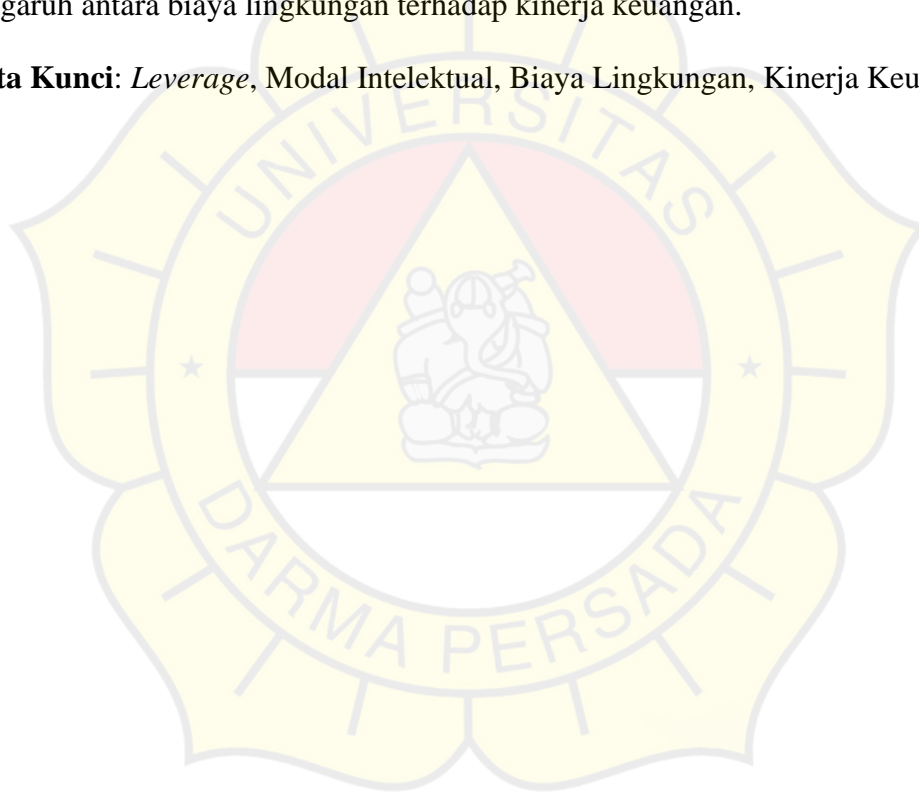 garuh antara biaya lingkungan terhadap kinerja keuangan.
ta Kunci: Leverage, Modal Intelektual, Biaya Lingkungan, Kinerja Keu
UNIVERSITAS
DARMA PERSADA